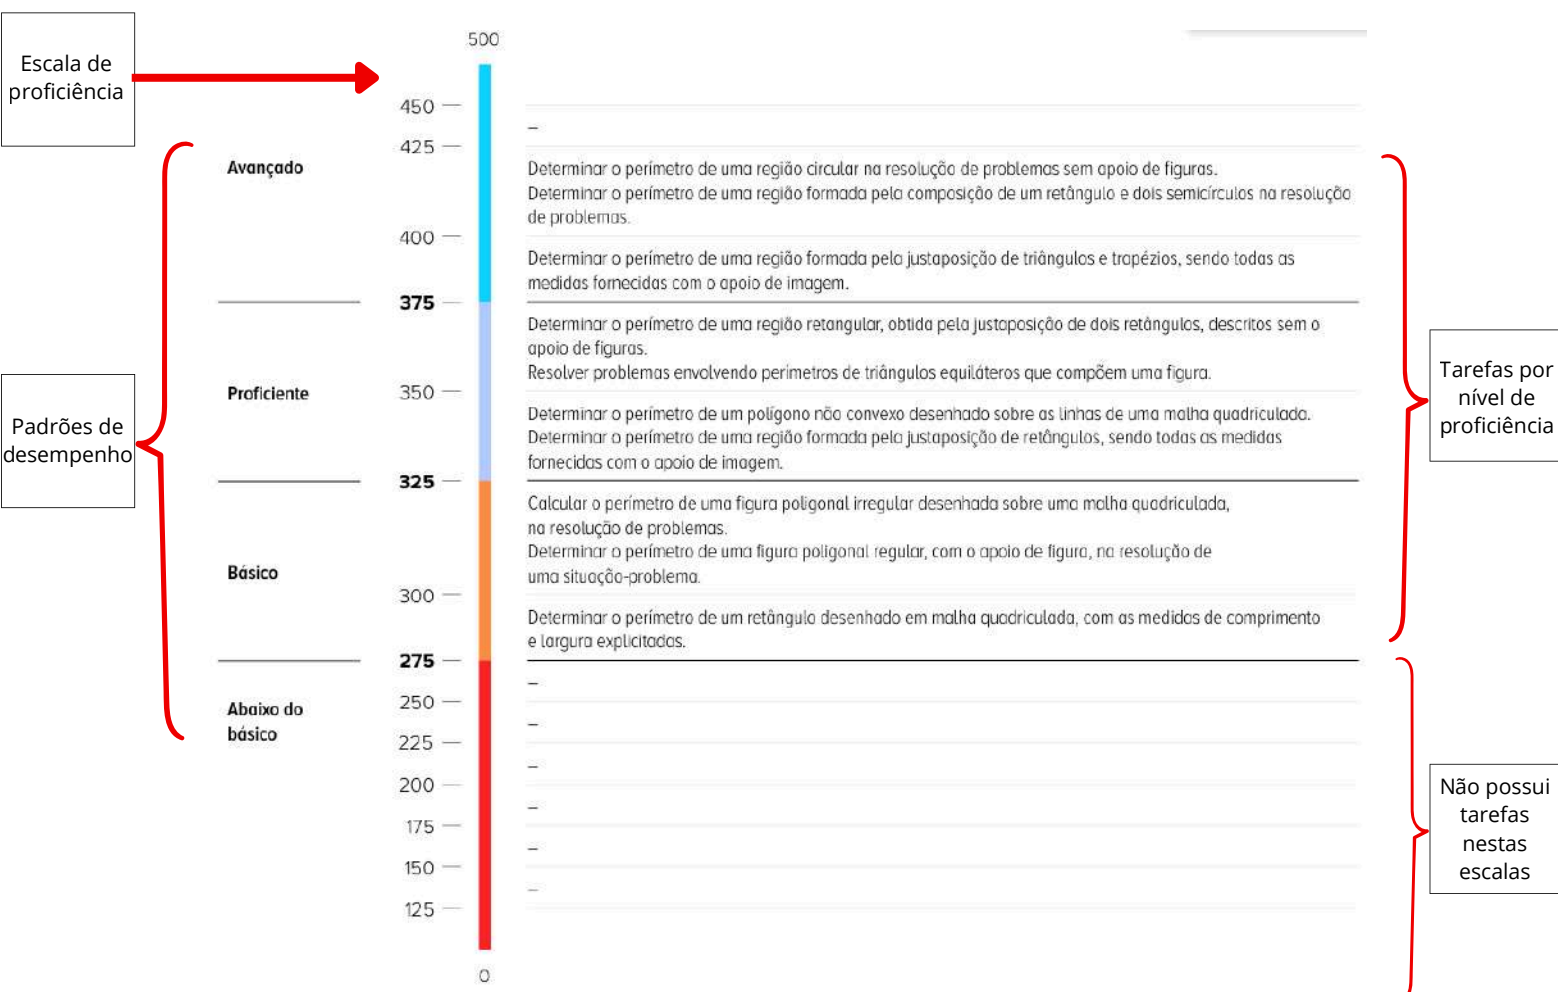 Escala de
proficiência
500
450
–
425
Avançado
Determinar o perímetro de uma região circular na resolução de problemas sem apoio de figuras.
Determinar o perímetro de uma região formada pela composição de um retângulo e dois semicírculos na resolução
de problemas.
400
Determinar o perímetro de uma região formada pela justaposição de triângulos e trapézios, sendo todas as
medidas fornecidas com o apoio de imagem.
375
Determinar o perímetro de uma região retangular, obtida pela justaposição de dois retângulos, descritos sem o
apoio de figuras.
Resolver problemas envolvendo perimetros de triângulos equiláteros que compõem uma figura.
Proficiente
350
Determinar o perímetro de um polígono não convexo desenhado sobre as linhas de uma malha quadriculada.
Determinar o perímetro de uma região formada pela justaposição de retângulos, sendo todas as medidas
fornecidas com o apoio de imagem.
325
Calcular o perímetro de uma figura poligonal irregular desenhada sobre uma malha quadriculada,
na resolução de problemas.
Determinar o perímetro de uma figura poligonal regular, com o apoio de figura, na resolução de
uma situação-problema.
Básico
300
Determinar o perímetro de um retângulo desenhado em malha quadriculada, com as medidas de comprimento
e largura explicitadas.
275
–
250
Abaixo do
básico
–
225
–
200
–
175
–
150
–
125
0
Padrões de
desempenho
Tarefas por
nível de
proficiência
Não possui
tarefas
nestas
escalas